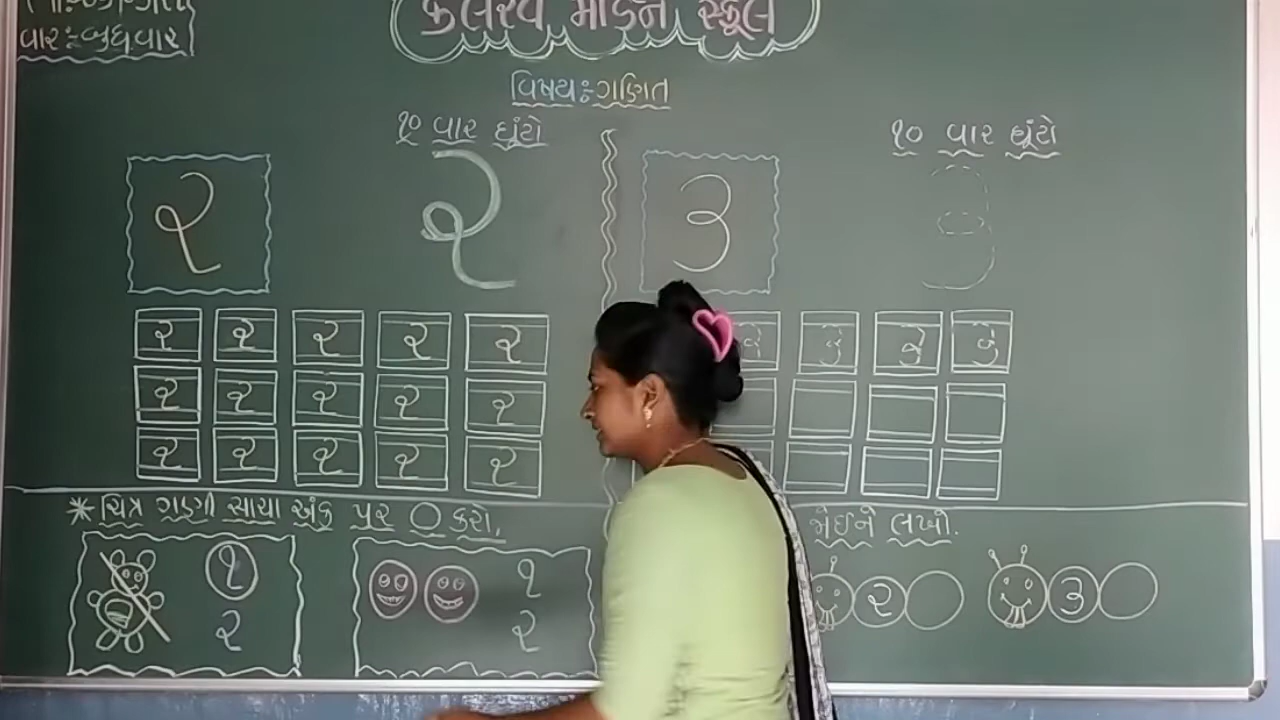 વાર : બુધવાર
કલરવ મોડેર્ન સ્કૂલ
વિષય : ગણિત
૧૦ વાર ઘૂંટો
૧૦ વાર ઘૂંટો
૨ ૨ ૩ ૩
૨ ૨ ૨ ૨ ૨ ૩ ૩ ૩ ૩
૨ ૨ ૨ ૨ ૨
૨ ૨ ૨ ૨ ૨
* ચિત્ર ગણી સાચા અંક પર ○ કરો.
લખો.
૧ ૧
૨ ૨ ૨ ૩